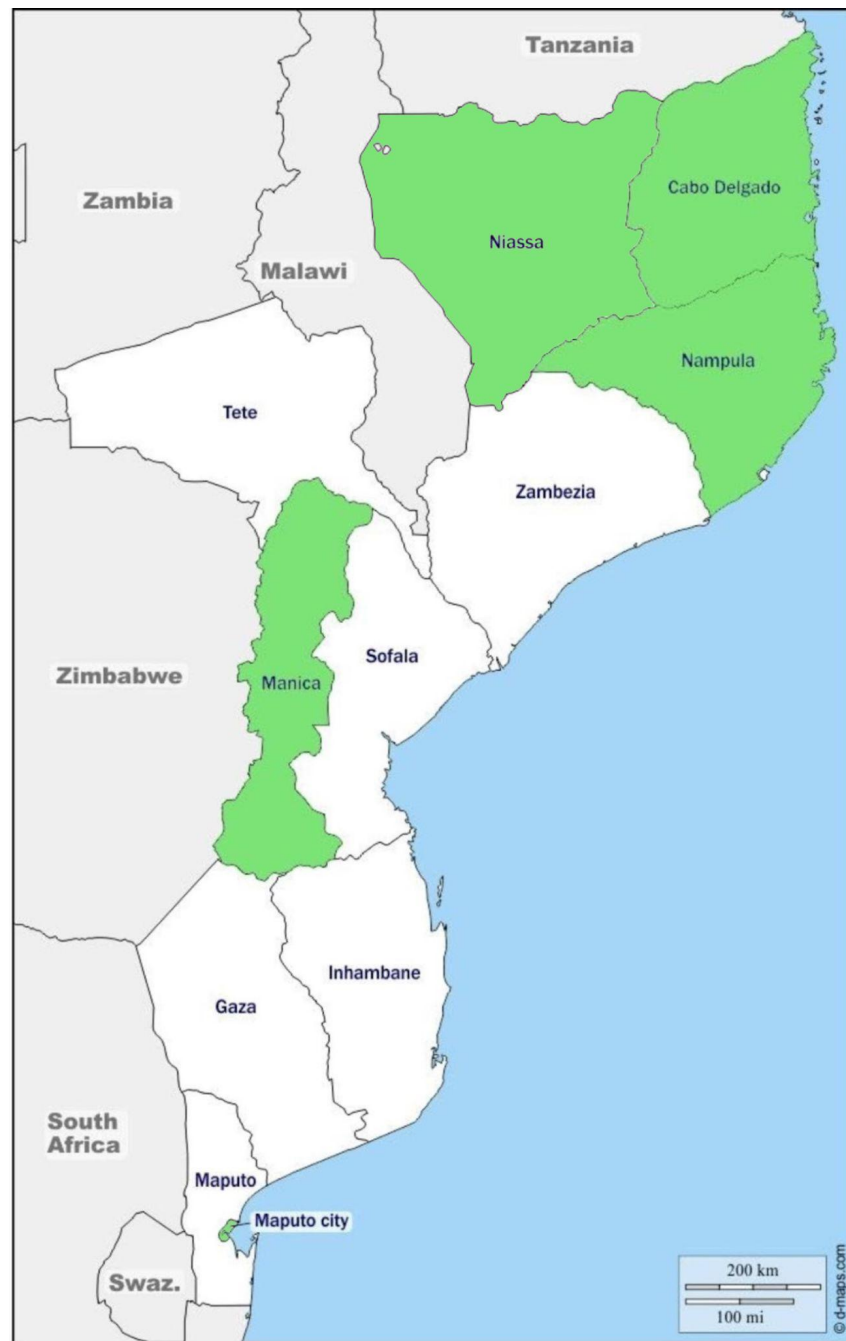 Tanzania
Cabo Delgado
Zambia
Niassa
Malawi
Nampula
Tete
Zambezia
Sofala
Zimbabwe
Manica
Inhambane
Gaza
South
Africa
Maputo
Maputo city
Swaz.
200 km
100 mi
© d-maps.com